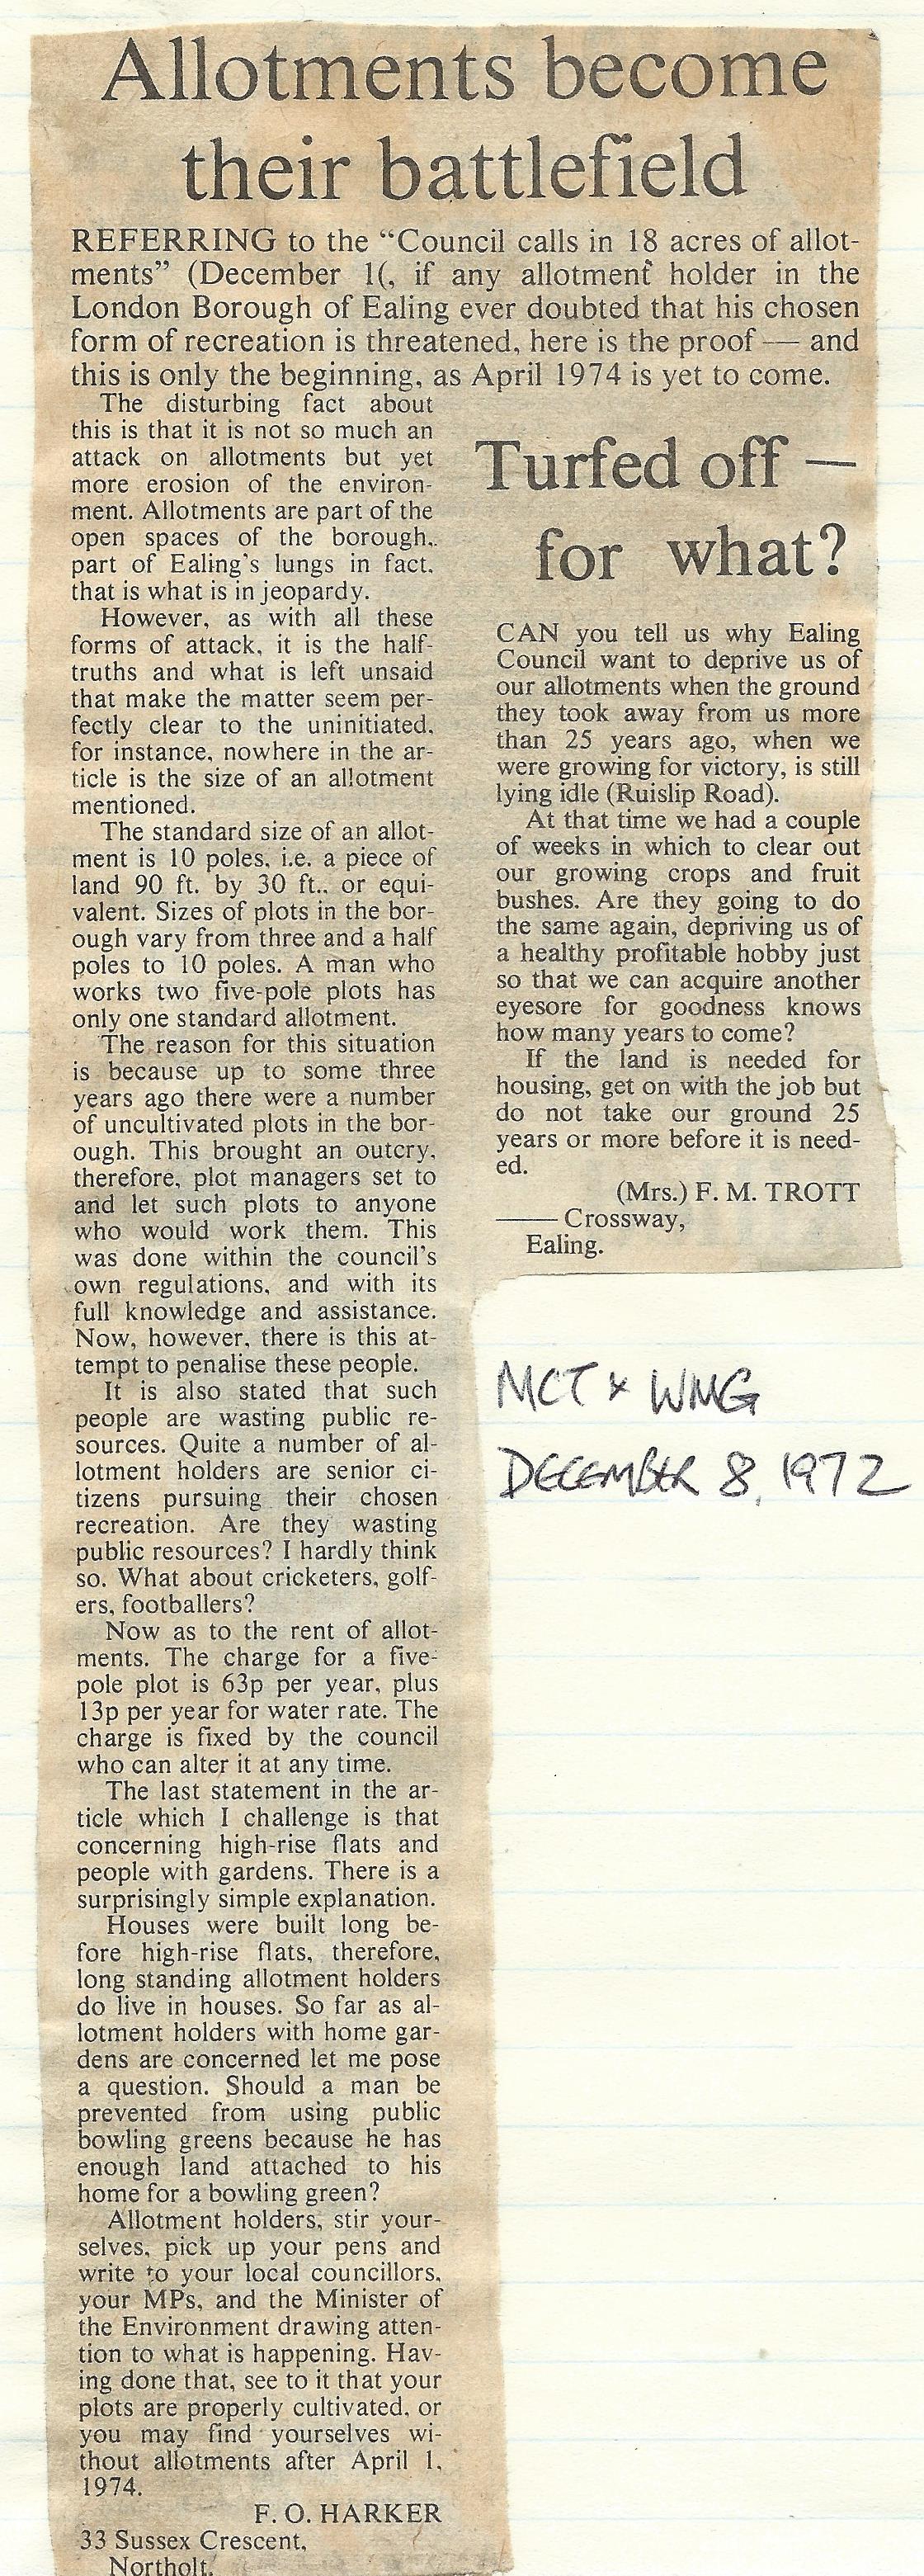 Allotments become
their battlefield
REFERRING to the “Council calls in 18 acres of allot-
ments” (December 1(, if any allotment holder in the
London Borough of Ealing ever doubted that his chosen
form of recreation is threatened, here is the proof — and
this is only the beginning, as April 1974 is yet to come.
The disturbing fact about
this is that it is not so much an
attack on allotments but yet
more erosion of the environ-
ment. Allotments are part of the
open spaces of the borough,
part of Ealing's lungs in fact,
that is what is in jeopardy.
However, as with all these
forms of attack, it is the half-
truths and what is left unsaid
that make the matter seem per-
fectly clear to the uninitiated,
for instance, nowhere in the ar-
ticle is the size of an allotment
mentioned.
The standard size of an allot-
ment is 10 poles, i.e. a piece of
land 90 ft. by 30 ft., or equi-
valent. Sizes of plots in the bor-
ough vary from three and a half
poles to 10 poles. A man who
works two five-pole plots has
only one standard allotment.
The reason for this situation
is because up to some three
years ago there were a number
of uncultivated plots in the bor-
ough. This brought an outcry,
therefore, plot managers set to
and let such plots to anyone
who would work them. This
was done within the council's
own regulations, and with its
full knowledge and assistance.
Now, however, there is this at-
tempt to penalise these people.
It is also stated that such
people are wasting public re-
sources. Quite a number of al-
lotment holders are senior ci-
tizens pursuing their chosen
recreation. Are they wasting
public resources? I hardly think
so. What about cricketers, golf-
ers, footballers?
Now as to the rent of allot-
ments. The charge for a five-
pole plot is 63p per year, plus
13p per year for water rate. The
charge is fixed by the council
who can alter it at any time.
The last statement in the ar-
ticle which I challenge is that
concerning high-rise flats and
people with gardens. There is a
surprisingly simple explanation.
Houses were built long be-
fore high-rise flats, therefore,
long standing allotment holders
do live in houses. So far as al-
lotment holders with home gar-
dens are concerned let me pose
a question. Should a man be
prevented from using public
bowling greens because he has
enough land attached to his
home for a bowling green?
Allotment holders, stir your-
selves, pick up your pens and
write to your local councillors,
your MPs, and the Minister of
the Environment drawing atten-
tion to what is happening. Hav-
ing done that, see to it that your
plots are properly cultivated, or
you may find yourselves wi-
thout allotments after April 1,
1974.
F. O. HARKER
33 Sussex Crescent,
Northolt.
Turfed off —
for what?
CAN you tell us why Ealing
Council want to deprive us of
our allotments when the ground
they took away from us more
than 25 years ago, when we
were growing for victory, is still
lying idle (Ruislip Road).
At that time we had a couple
of weeks in which to clear out
our growing crops and fruit
bushes. Are they going to do
the same again, depriving us of
a healthy profitable hobby just
so that we can acquire another
eyesore for goodness knows
how many years to come?
If the land is needed for
housing, get on with the job but
do not take our ground 25
years or more before it is need-
ed.
(Mrs.) F. M. TROTT
—— Crossway,
Ealing.
MCT & WMG
DECEMBER 8, 1972